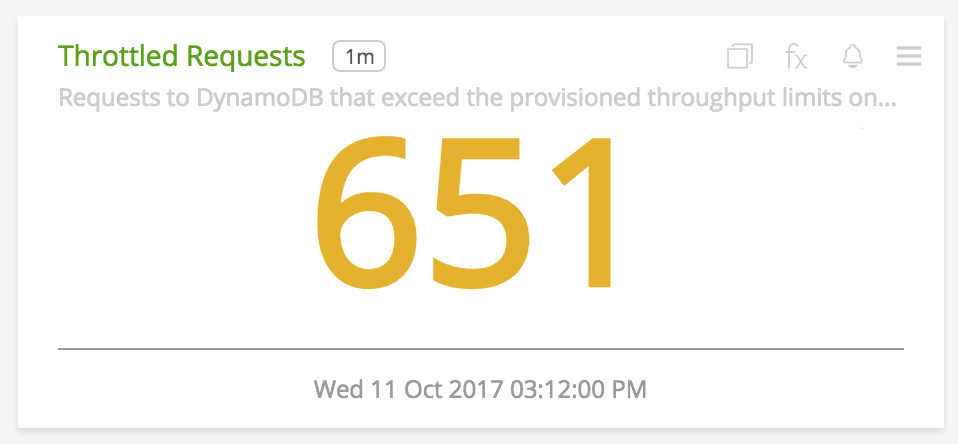 Throttled Requests 1m fx
Requests to DynamoDB that exceed the provisioned throughput limits on...
651
Wed 11 Oct 2017 03:12:00 PM